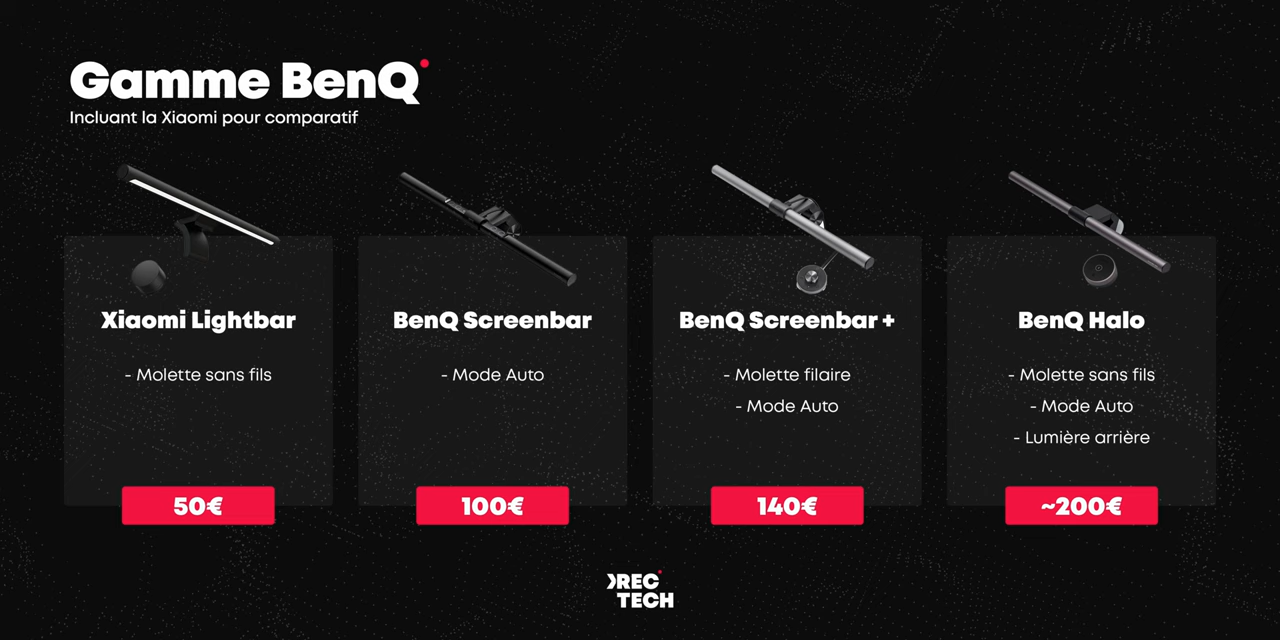 Gamme BenQ
Incluant la Xiaomi pour comparatif
Xiaomi Lightbar
- Molette sans fils
50€
BenQ Screenbar
- Mode Auto
100€
BenQ Screenbar +
- Molette filaire
- Mode Auto
140€
BenQ Halo
- Molette sans fils
- Mode Auto
- Lumière arrière
~200€
REC
TECH